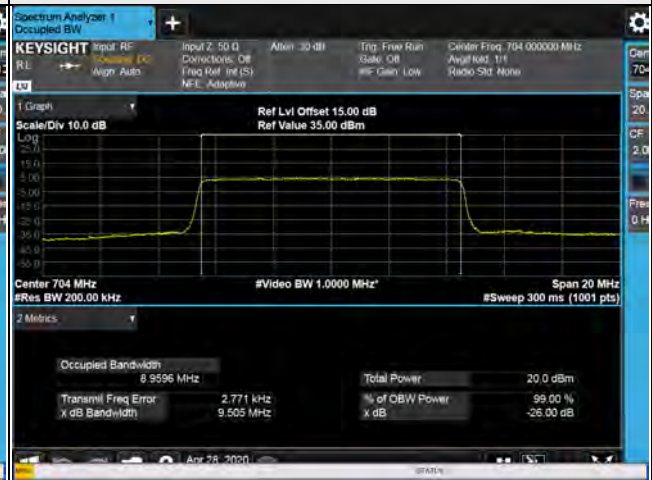 Spectrum Analyzer 1
Occupied BW
+
KEYSIGHT Input: RF
RL
Coupling: DC
Align: Auto
LXI
Input Z: 50 Ω
Corrections: Off
Freq Ref: Int (S)
NFE: Adaptive
Atten: 30 dB
Trig: Free Run
Gate: Off
#IF Gain: Low
Center Freq: 704.000000 MHz
Avg|Hold: 1/1
Radio Std: None
1 Graph
Scale/Div 10.0 dB
Ref Lvl Offset 15.00 dB
Ref Value 35.00 dBm
Log
25.0
15.0
5.00
-5.00
-15.0
-25.0
-35.0
-45.0
-55.0
Center 704 MHz
#Res BW 200.00 kHz
#Video BW 1.0000 MHz*
Span 20 MHz
#Sweep 300 ms (1001 pts)
2 Metrics
Occupied Bandwidth
8.9596 MHz
Transmit Freq Error 2.771 kHz
x dB Bandwidth 9.505 MHz
Total Power 20.0 dBm
% of OBW Power 99.00 %
x dB -26.00 dB
Apr 28, 2020
STATUS